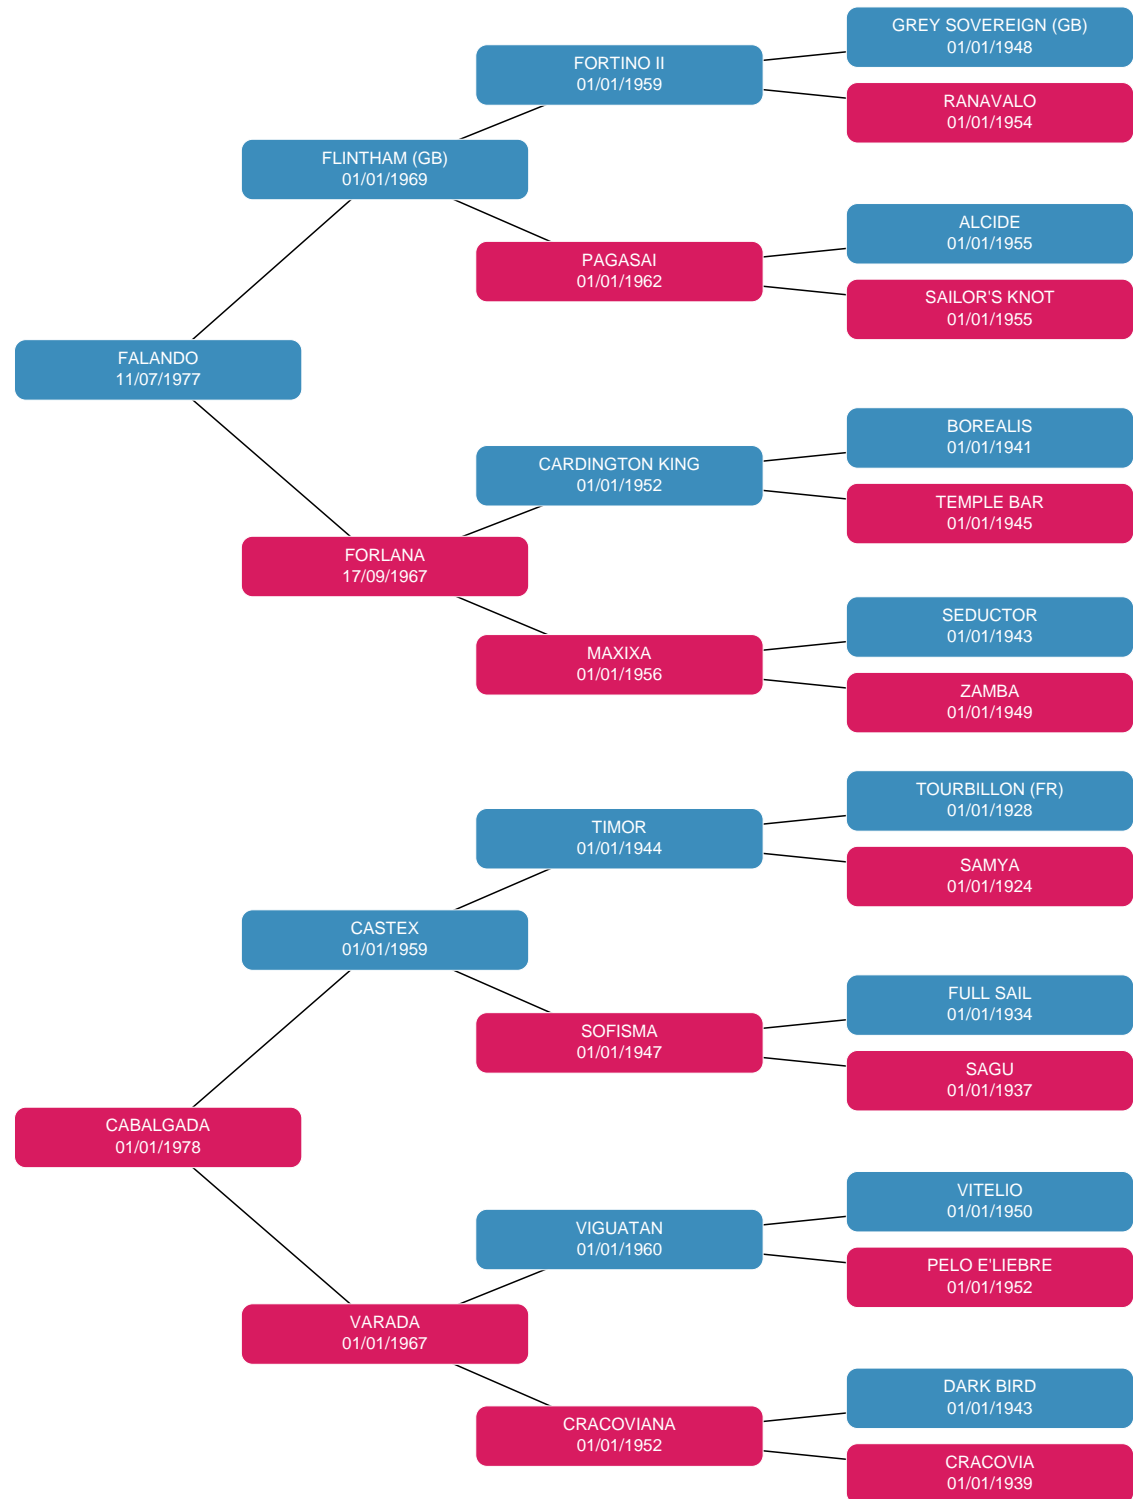 GREY SOVEREIGN (GB)
01/01/1948
FORTINO II
01/01/1959
RANAVALO
01/01/1954
FLINTHAM (GB)
01/01/1969
ALCIDE
01/01/1955
PAGASAI
01/01/1962
SAILOR'S KNOT
01/01/1955
FALANDO
11/07/1977
BOREALIS
01/01/1941
CARDINGTON KING
01/01/1952
TEMPLE BAR
01/01/1945
FORLANA
17/09/1967
SEDUCTOR
01/01/1943
MAXIXA
01/01/1956
ZAMBA
01/01/1949
TOURBILLON (FR)
01/01/1928
TIMOR
01/01/1944
SAMYA
01/01/1924
CASTEX
01/01/1959
FULL SAIL
01/01/1934
SOFISMA
01/01/1947
SAGU
01/01/1937
CABALGADA
01/01/1978
VITELIO
01/01/1950
VIGUATAN
01/01/1960
PELO E'LIEBRE
01/01/1952
VARADA
01/01/1967
DARK BIRD
01/01/1943
CRACOVIANA
01/01/1952
CRACOVIA
01/01/1939